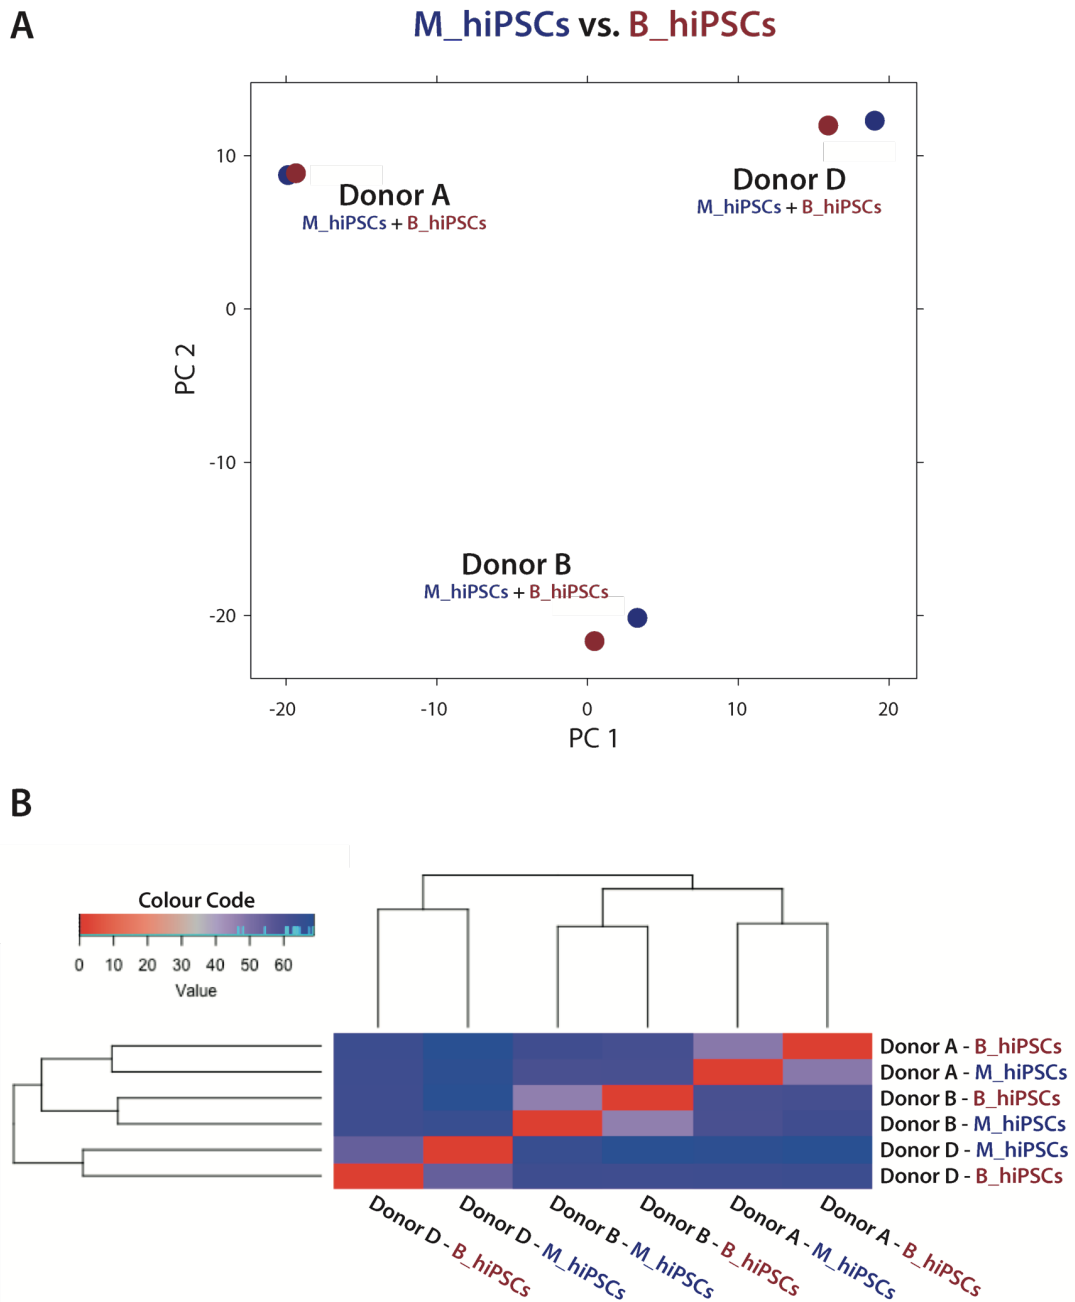 A
M_hiPSCs vs. B_hiPSCs
10
0
-10
-20
PC 2
Donor A
M_hiPSCs + B_hiPSCs
Donor D
M_hiPSCs + B_hiPSCs
Donor B
M_hiPSCs + B_hiPSCs
-20 -10 0 10 20
PC 1
B
Colour Code
0 10 20 30 40 50 60
Value
Donor A - B_hiPSCs
Donor A - M_hiPSCs
Donor B - B_hiPSCs
Donor B - M_hiPSCs
Donor D - M_hiPSCs
Donor D - B_hiPSCs
Donor D - B_hiPSCs
Donor D - M_hiPSCs
Donor B - M_hiPSCs
Donor B - B_hiPSCs
Donor A - M_hiPSCs
Donor A - B_hiPSCs